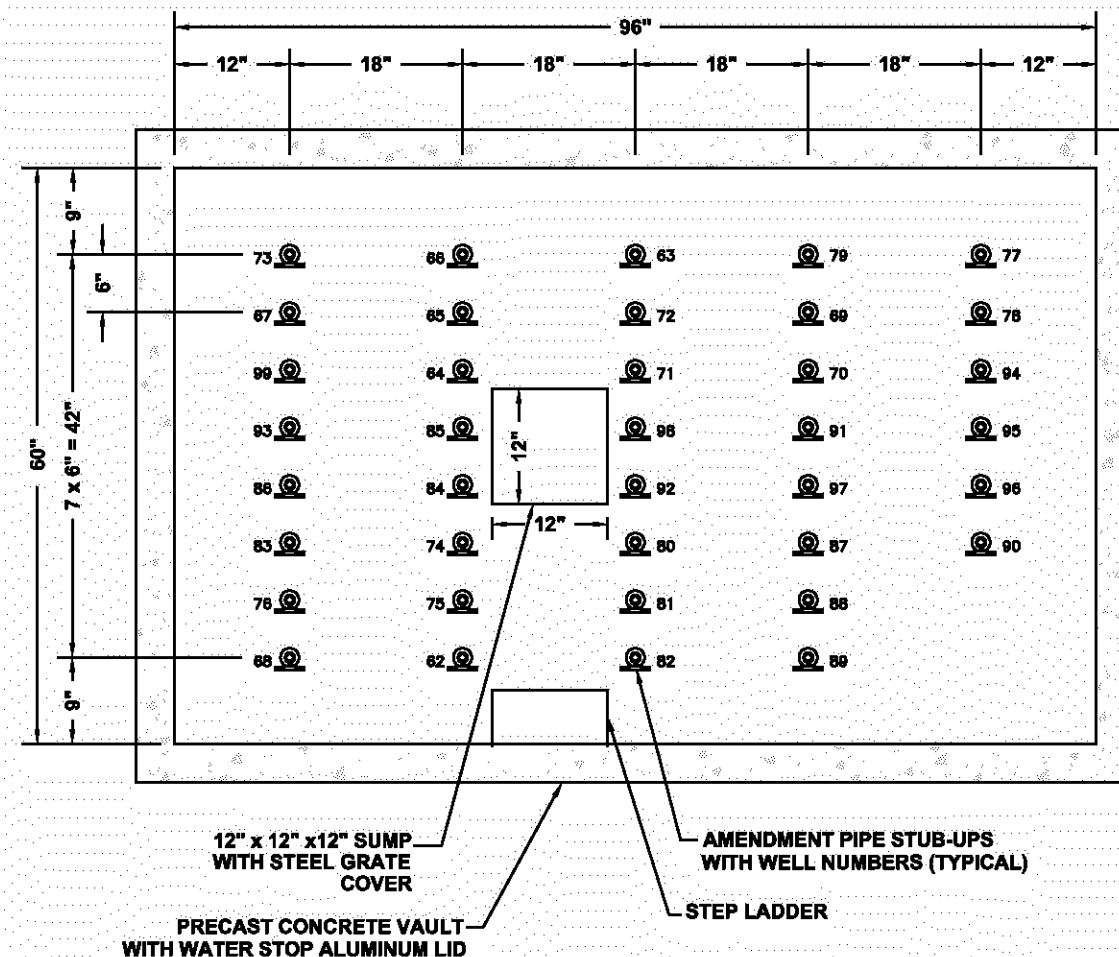 96"
12" 18" 18" 18" 18" 12"
9"
6"
60"
7 x 6" = 42"
9"
73 66 63 79 77
67 65 72 69 78
99 64 71 70 94
93 85 98 91 95
86 84 92 97 96
83 74 80 87 90
76 75 81 88
68 62 82 89
12"
12"
12" x 12" x12" SUMP
WITH STEEL GRATE
COVER
PRECAST CONCRETE VAULT
WITH WATER STOP ALUMINUM LID
AMENDMENT PIPE STUB-UPS
WITH WELL NUMBERS (TYPICAL)
STEP LADDER